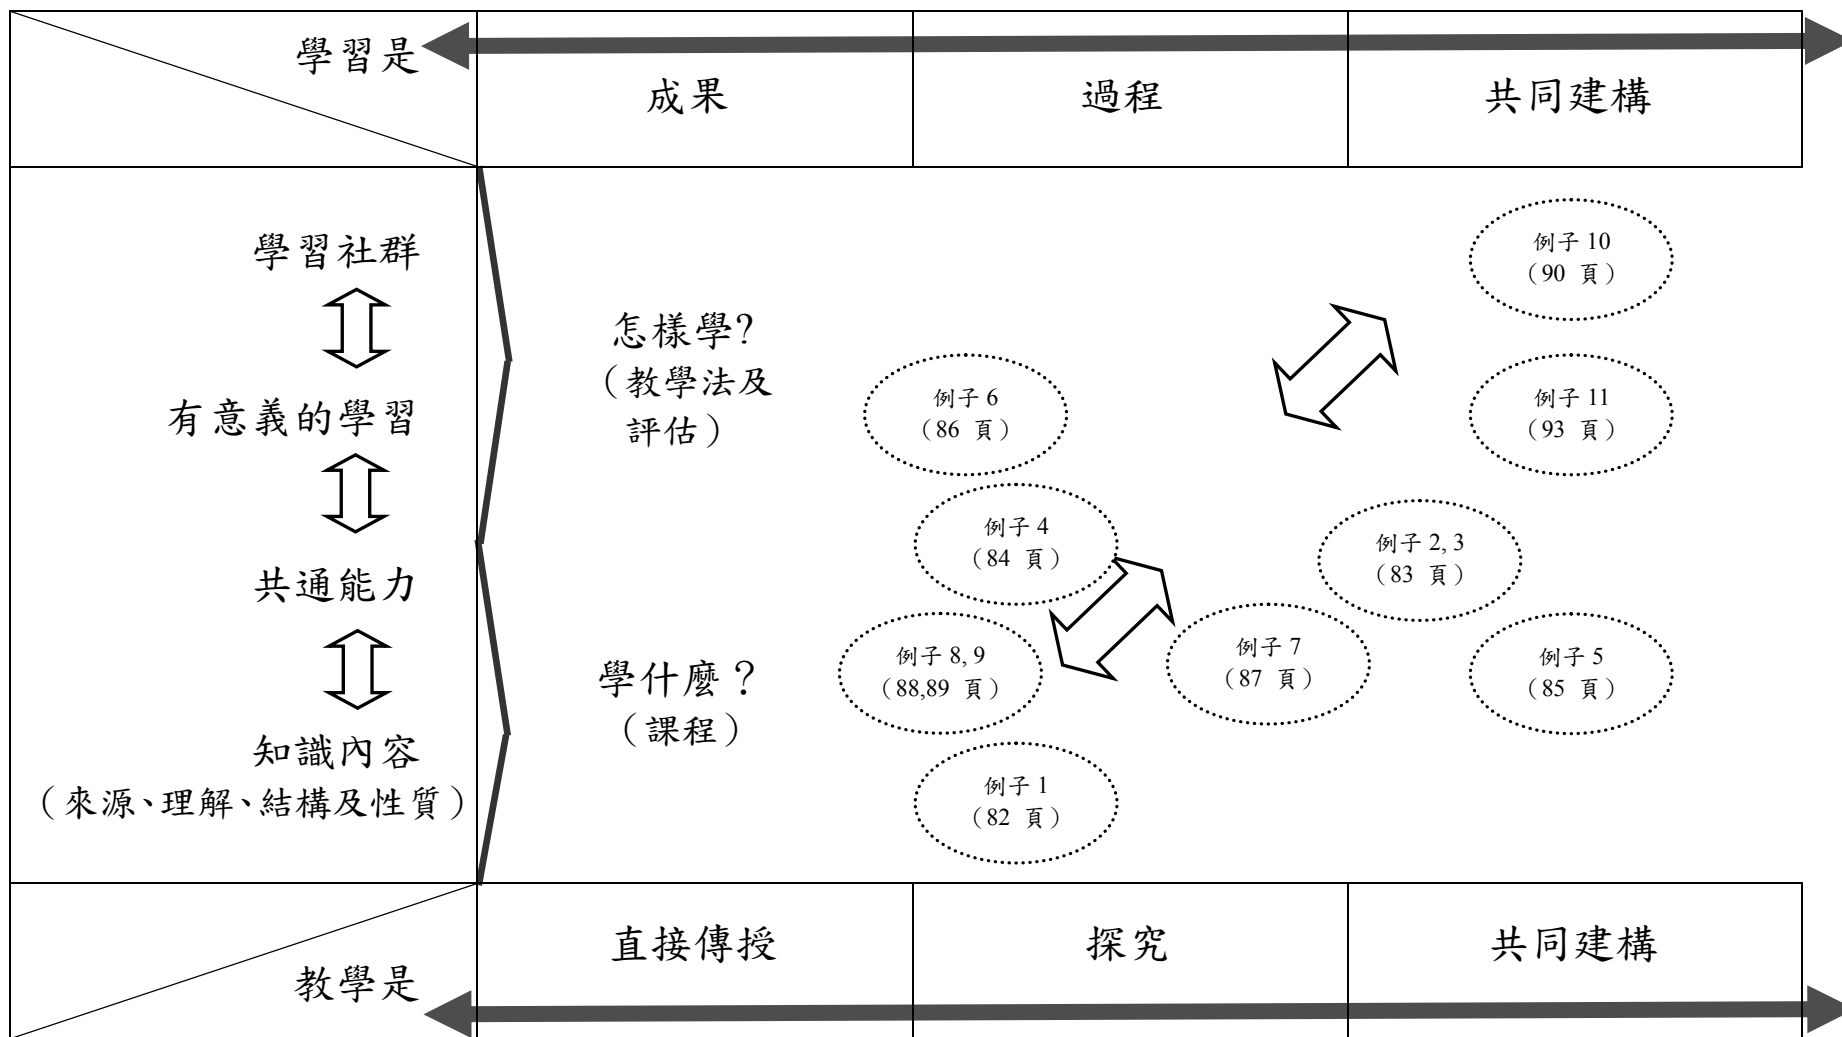 學習是
成果
過程
共同建構
學習社群
有意義的學習
共通能力
知識內容
（來源、理解、結構及性質）
怎樣學?
（教學法及
評估）
學什麼？
（課程）
例子 10
（90 頁）
例子 6
（86 頁）
例子 11
（93 頁）
例子 4
（84 頁）
例子 2, 3
（83 頁）
例子 8, 9
（88,89 頁）
例子 7
（87 頁）
例子 5
（85 頁）
例子 1
（82 頁）
教學是
直接傳授
探究
共同建構